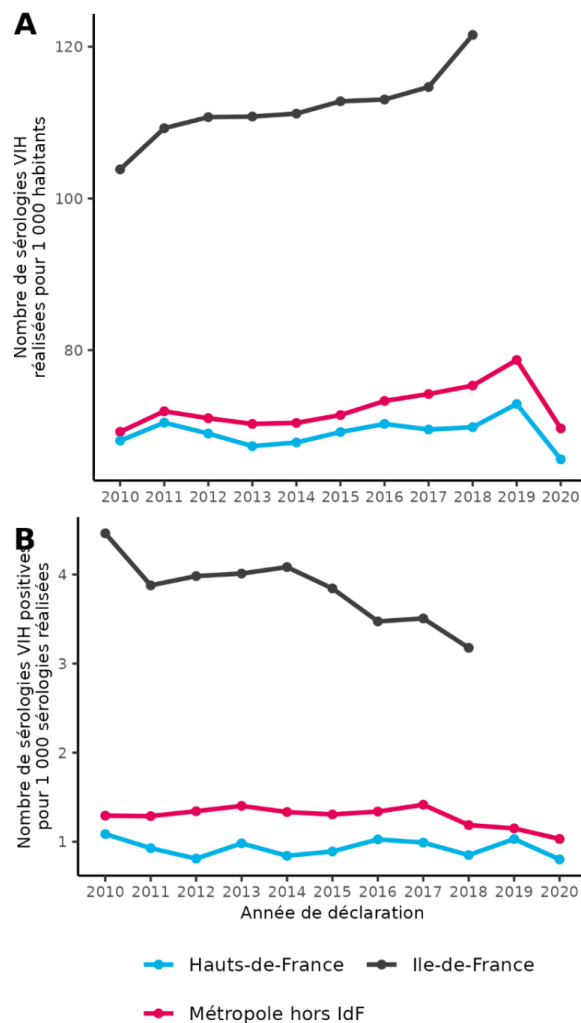 A
Nombre de sérologies VIH
réalisées pour 1 000 habitants
120
100
80
2010 2011 2012 2013 2014 2015 2016 2017 2018 2019 2020
B
Nombre de sérologies VIH positives
pour 1 000 sérologies réalisées
4
3
2
1
2010 2011 2012 2013 2014 2015 2016 2017 2018 2019 2020
Année de déclaration
Hauts-de-France Ile-de-France
Métropole hors IdF